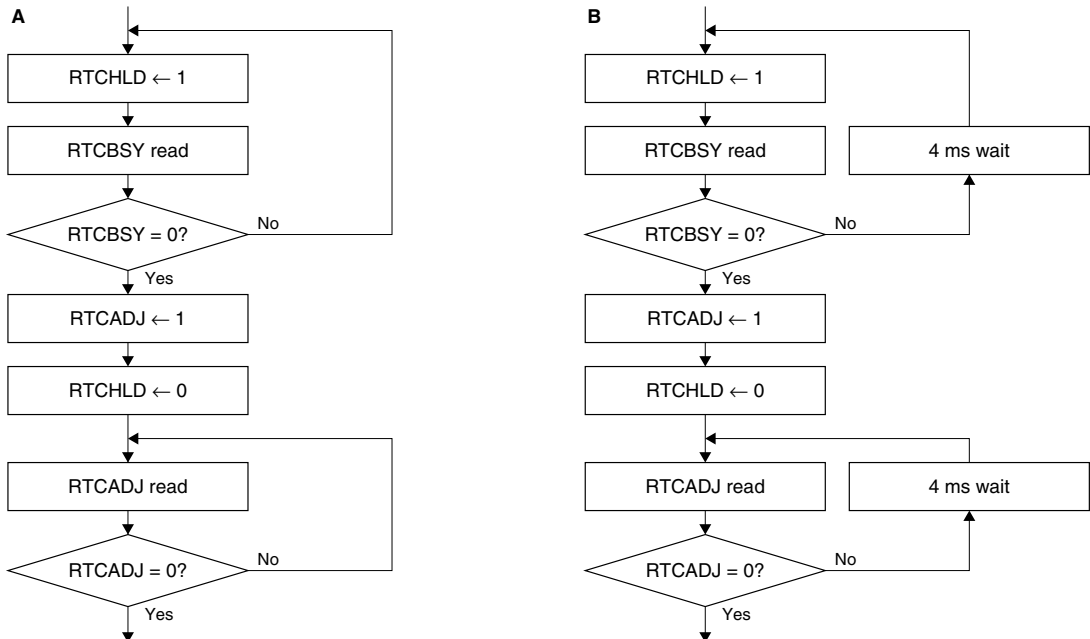 A
RTCHLD ← 1
RTCBSY read
RTCBSY = 0?
No
Yes
RTCADJ ← 1
RTCHLD ← 0
RTCADJ read
RTCADJ = 0?
No
Yes
B
RTCHLD ← 1
RTCBSY read
4 ms wait
RTCBSY = 0?
No
Yes
RTCADJ ← 1
RTCHLD ← 0
RTCADJ read
4 ms wait
RTCADJ = 0?
No
Yes